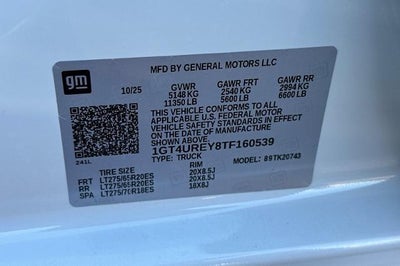 MFD BY GENERAL MOTORS LLC
gm
10/25
GVWR GAWR FRT GAWR RR
5148 KG 2540 KG 2994 KG
11350 LB 5600 LB 6600 LB
THIS VEHICLE CONFORMS TO ALL
APPLICABLE U.S. FEDERAL MOTOR
VEHICLE SAFETY STANDARDS IN
EFFECT ON THE DATE OF
MANUFACTURE SHOWN ABOVE.
1GT4UREY8TF160539
TYPE: TRUCK MODEL: 89TK20743
241L
TIRE SIZE RIM
FRT LT275/65R20ES 20X8.5J
RR LT275/65R20ES 20X8.5J
SPA LT275/70R18ES 18X8J